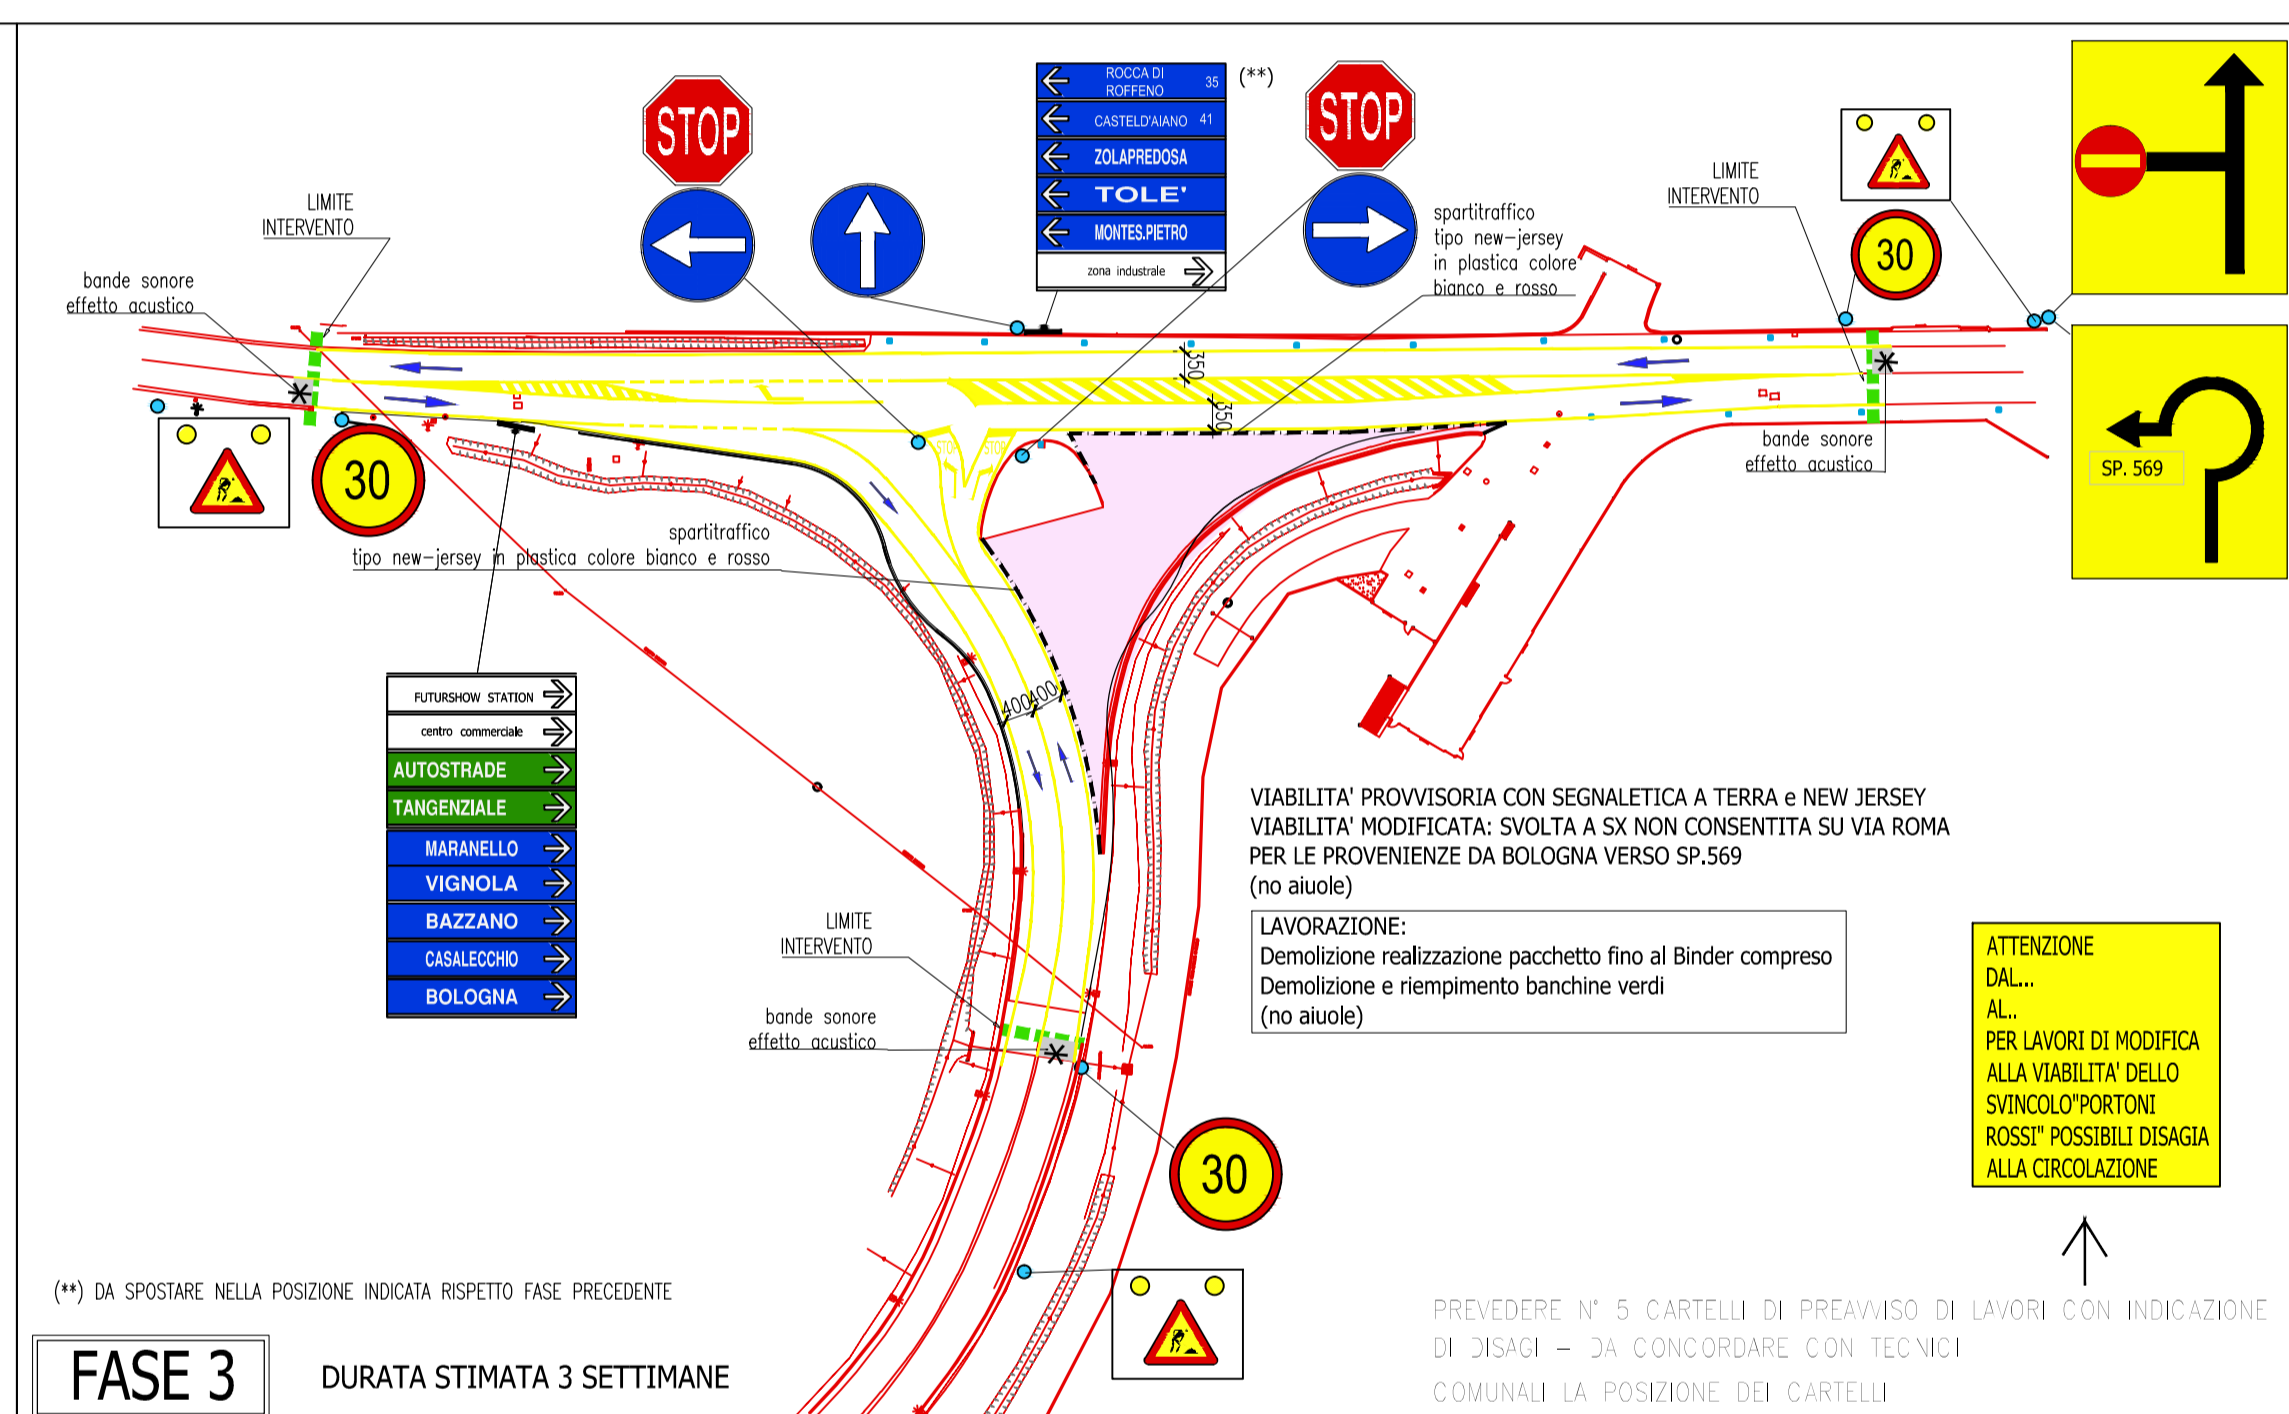 STOP
ROCCA DI
ROFFENO 35
(**)
CASTELD'AIANO 41
ZOLAPREDOSA
TOLE'
MONTES.PIETRO
zona industrale
STOP
LIMITE
INTERVENTO
bande sonore
effetto acustico
spartitraffico
tipo new-jersey
in plastica colore
bianco e rosso
LIMITE
INTERVENTO
30
350
350
STOP
STOP
30
bande sonore
effetto acustico
SP. 569
spartitraffico
tipo new-jersey in plastica colore bianco e rosso
400
400
FUTURSHOW STATION
centro commerciale
AUTOSTRADE
TANGENZIALE
MARANELLO
VIGNOLA
BAZZANO
CASALECCHIO
BOLOGNA
VIABILITA' PROVVISORIA CON SEGNALETICA A TERRA e NEW JERSEY
VIABILITA' MODIFICATA: SVOLTA A SX NON CONSENTITA SU VIA ROMA
PER LE PROVENIENZE DA BOLOGNA VERSO SP.569
(no aiuole)
LAVORAZIONE:
Demolizione realizzazione pacchetto fino al Binder compreso
Demolizione e riempimento banchine verdi
(no aiuole)
LIMITE
INTERVENTO
bande sonore
effetto acustico
30
ATTENZIONE
DAL...
AL..
PER LAVORI DI MODIFICA
ALLA VIABILITA' DELLO
SVINCOLO"PORTONI
ROSSI" POSSIBILI DISAGIA
ALLA CIRCOLAZIONE
(**) DA SPOSTARE NELLA POSIZIONE INDICATA RISPETTO FASE PRECEDENTE
FASE 3
DURATA STIMATA 3 SETTIMANE
PREVEDERE N° 5 CARTELLI DI PREAVVISO DI LAVORI CON INDICAZIONE
DI DISAGI - DA CONCORDARE CON TECNICI
COMUNALI LA POSIZIONE DEI CARTELLI